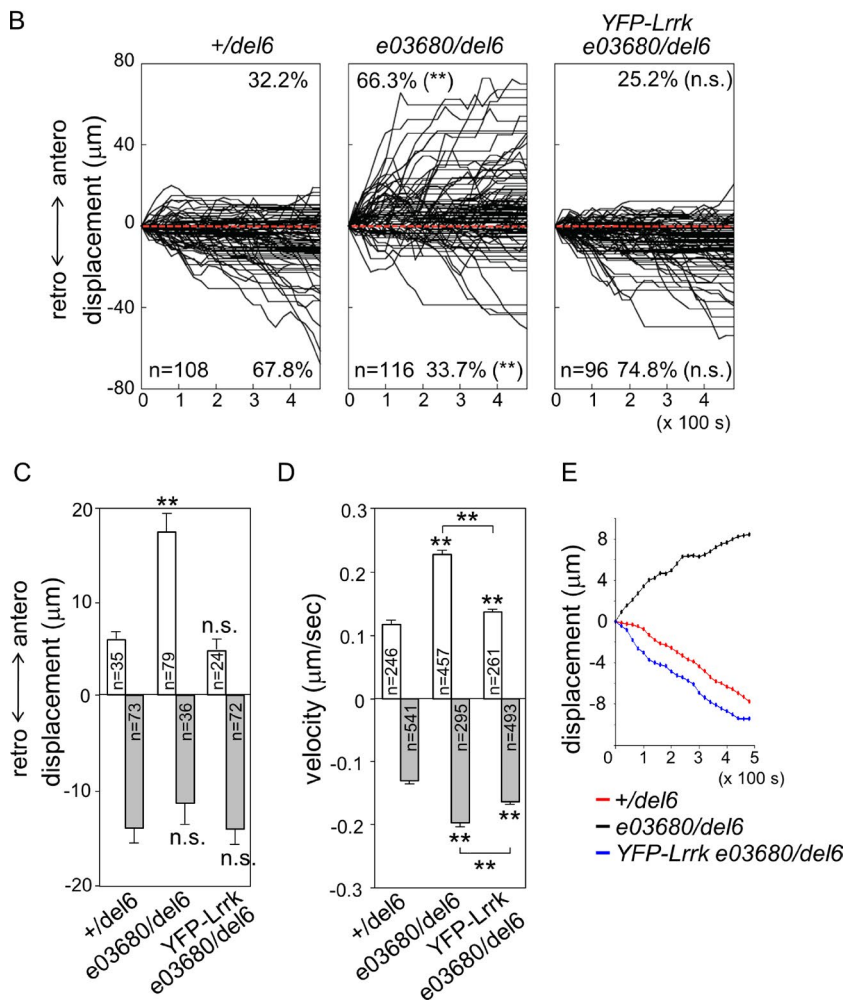 B
+/del6
e03680/del6
YFP-Lrrk
e03680/del6
retro ⟷ antero
displacement (μm)
80
40
0
-40
-80
32.2%
n=108 67.8%
66.3% (**)
n=116 33.7% (**)
25.2% (n.s.)
n=96 74.8% (n.s.)
0 1 2 3 4
0 1 2 3 4
0 1 2 3 4
(x 100 s)
C
retro ⟷ antero
displacement (μm)
20
10
0
-10
-20
**
n.s.
n=35
n=79
n=24
n=73
n=36
n=72
n.s.
n.s.
+/del6
e03680/del6
YFP-Lrrk
e03680/del6
D
velocity (μm/sec)
0.3
0.2
0.1
0
-0.1
-0.2
-0.3
**
**
**
n=246
n=457
n=261
n=541
n=295
n=493
**
**
**
+/del6
e03680/del6
YFP-Lrrk
e03680/del6
E
displacement (μm)
8
4
0
-4
-8
0 1 2 3 4 5
(x 100 s)
+/del6
e03680/del6
YFP-Lrrk e03680/del6